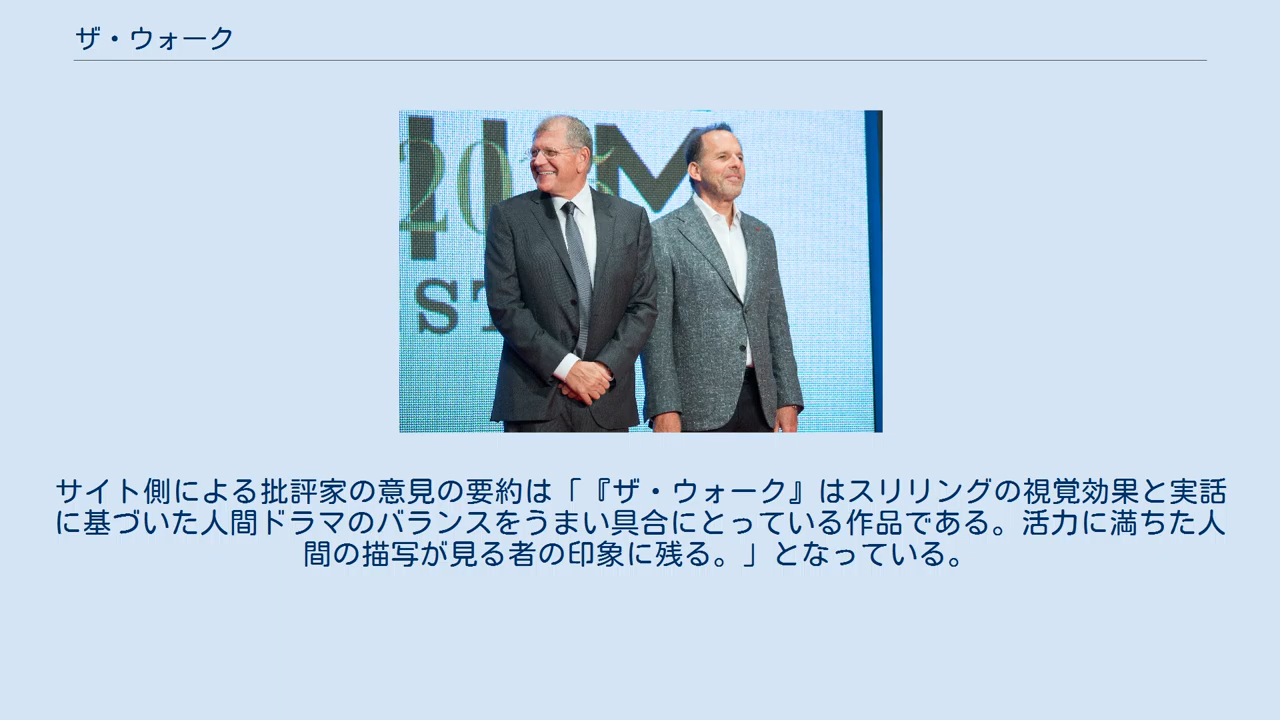 ザ・ウォーク
20
M
ST
サイト側による批評家の意見の要約は「『ザ・ウォーク』はスリリングの視覚効果と実話
に基づいた人間ドラマのバランスをうまい具合にとっている作品である。活力に満ちた人
間の描写が見る者の印象に残る。」となっている。